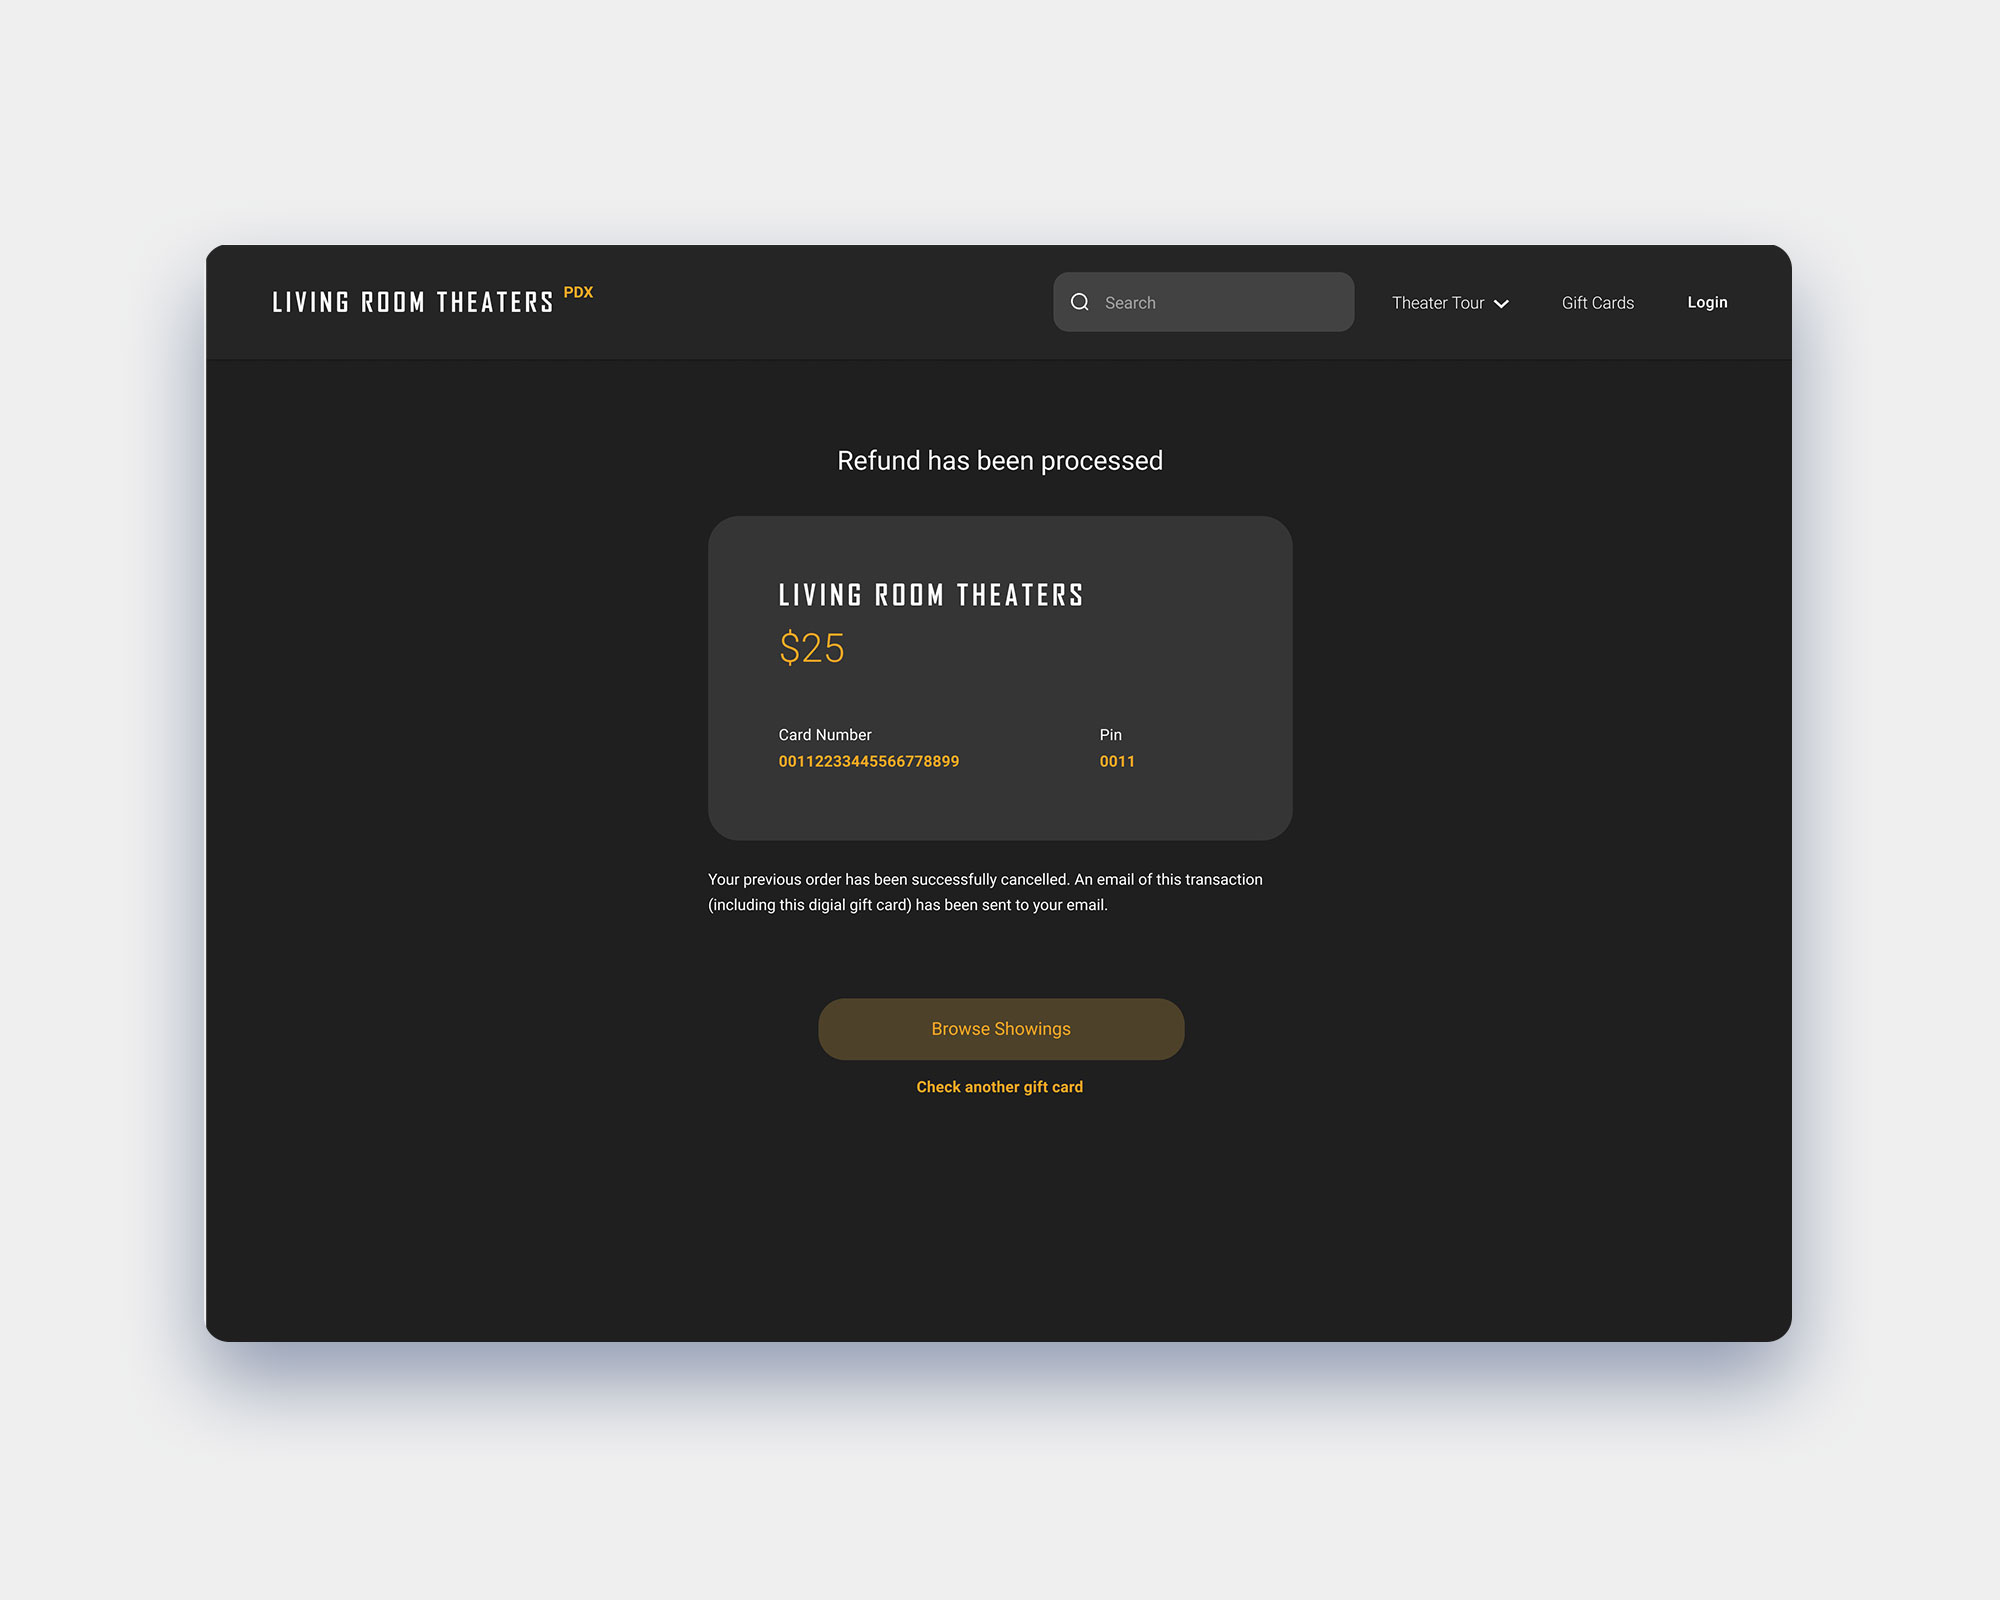 LIVING ROOM THEATERS PDX
Search
Theater Tour
Gift Cards
Login
Refund has been processed
LIVING ROOM THEATERS
$25
Card Number
00112233445566778899
Pin
0011
Your previous order has been successfully cancelled. An email of this transaction
(including this digial gift card) has been sent to your email.
Browse Showings
Check another gift card